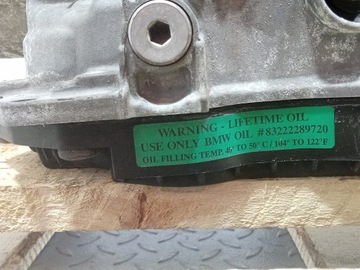 WARNING - LIFETIME OIL
USE ONLY BMW OIL #83222289720
OIL FILLING TEMP. 40° TO 50° C / 104° TO 122°F